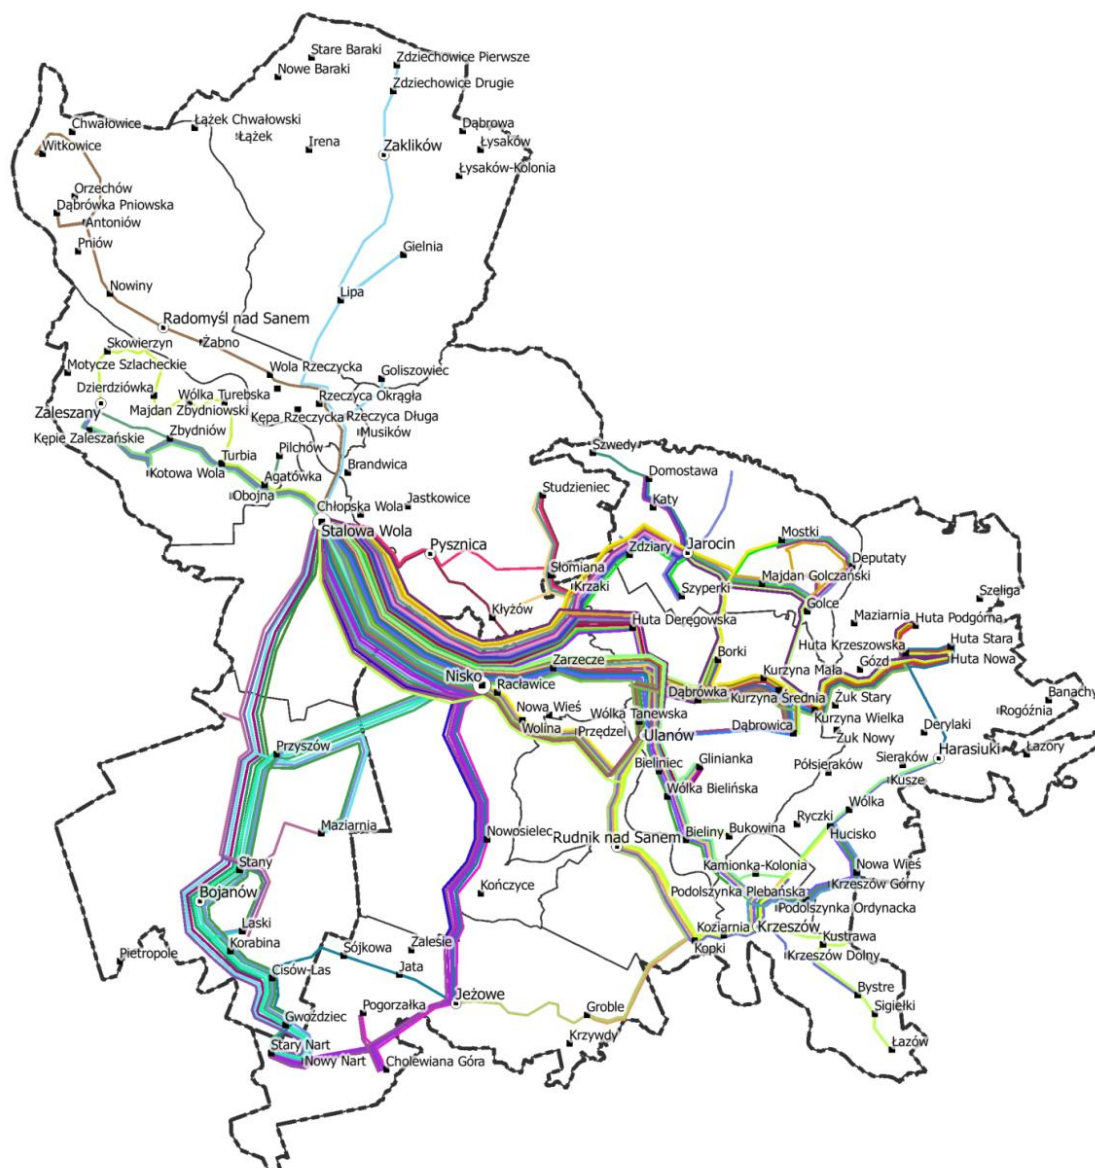 Stare Baraki
Zdziechowice Pierwsze
Nowe Baraki
Zdziechowice Drugie
Chwałowice
Łążek Chwałowski
Łążek
Dąbrowa
Witkowice
Irena
Zaklików
Łysaków
Łysaków-Kolonia
Orzechów
Dąbrówka Pniowska
Antoniów
Pniów
Gielnia
Nowiny
Lipa
Radomyśl nad Sanem
Żabno
Skowierzyn
Motycze Szlacheckie
Wola Rzeczycka
Goliszowiec
Dzierdziówka
Wólka Turebska
Rzeczyca Okrągła
Zaleszany
Majdan Zbydniowski
Kępa Rzeczycka
Rzeczyca Długa
Kępie Zaleszańskie
Zbydniów
Musików
Szwedy
Pilchów
Kotowa Wola
Turbia
Brandwica
Domostawa
Agatówka
Obojna
Studzieniec
Chłopska Wola
Jastkowice
Katy
Stalowa Wola
Mostki
Pysznica
Zdziary
Jarocin
Deputaty
Słomiana
Majdan Golczański
Krzaki
Szyperki
Szeliga
Kłyżów
Golce
Huta Deręgowska
Maziarnia
Huta Podgórna
Huta Krzeszowska
Huta Stara
Zarzecze
Borki
Gózd
Huta Nowa
Nisko
Kurzyna Mała
Racławice
Dąbrówka
Kurzyna Średnia
Żuk Stary
Banachy
Rogóźnia
Nowa Wieś
Wólka Tanewska
Kurzyna Wielka
Wolina
Przędzel
Dąbrowica
Derylaki
Ulanów
Żuk Nowy
Przyszów
Łazory
Harasiuki
Bieliniec
Glinianka
Półsieraków
Sieraków
Kusze
Wólka Bielińska
Wólka
Maziarnia
Nowosielec
Rudnik nad Sanem
Bieliny
Bukowina
Ryczki
Hucisko
Stany
Kamionka-Kolonia
Nowa Wieś
Kończyce
Podolszynka Plebańska
Krzeszów Górny
Bojanów
Podolszynka Ordynacka
Laski
Krzeszów
Korabina
Zalesie
Koziarnia
Kopki
Kustrawa
Pietropole
Sójkowa
Krzeszów Dolny
Cisów-Las
Jata
Bystre
Jeżowe
Pogorzałka
Groble
Sigiełki
Gwoździec
Krzywdy
Stary Nart
Łazów
Nowy Nart
Cholewiana Góra